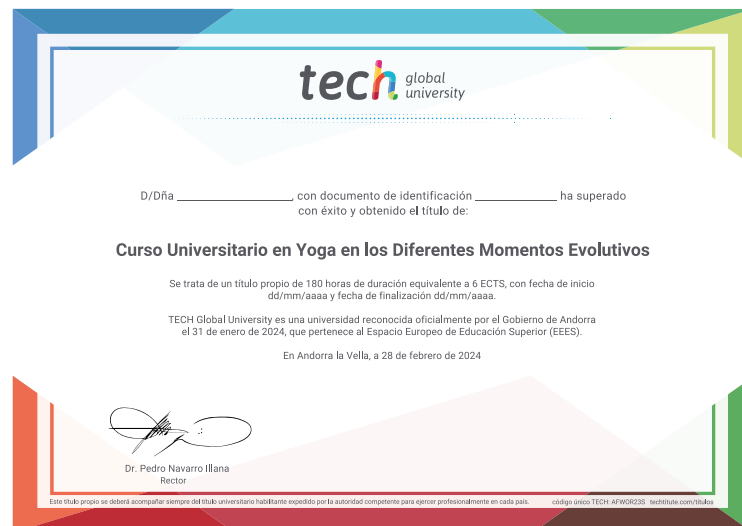 tech global
university
D/Dña ____________________, con documento de identificación ______________ ha superado
con éxito y obtenido el título de:
Curso Universitario en Yoga en los Diferentes Momentos Evolutivos
Se trata de un título propio de 180 horas de duración equivalente a 6 ECTS, con fecha de inicio
dd/mm/aaaa y fecha de finalización dd/mm/aaaa.
TECH Global University es una universidad reconocida oficialmente por el Gobierno de Andorra
el 31 de enero de 2024, que pertenece al Espacio Europeo de Educación Superior (EEES).
En Andorra la Vella, a 28 de febrero de 2024
Dr. Pedro Navarro Illana
Rector
Este título propio se deberá acompañar siempre del título universitario habilitante expedido por la autoridad competente para ejercer profesionalmente en cada país. código único TECH: AFWOR23S techtitute.com/titulos